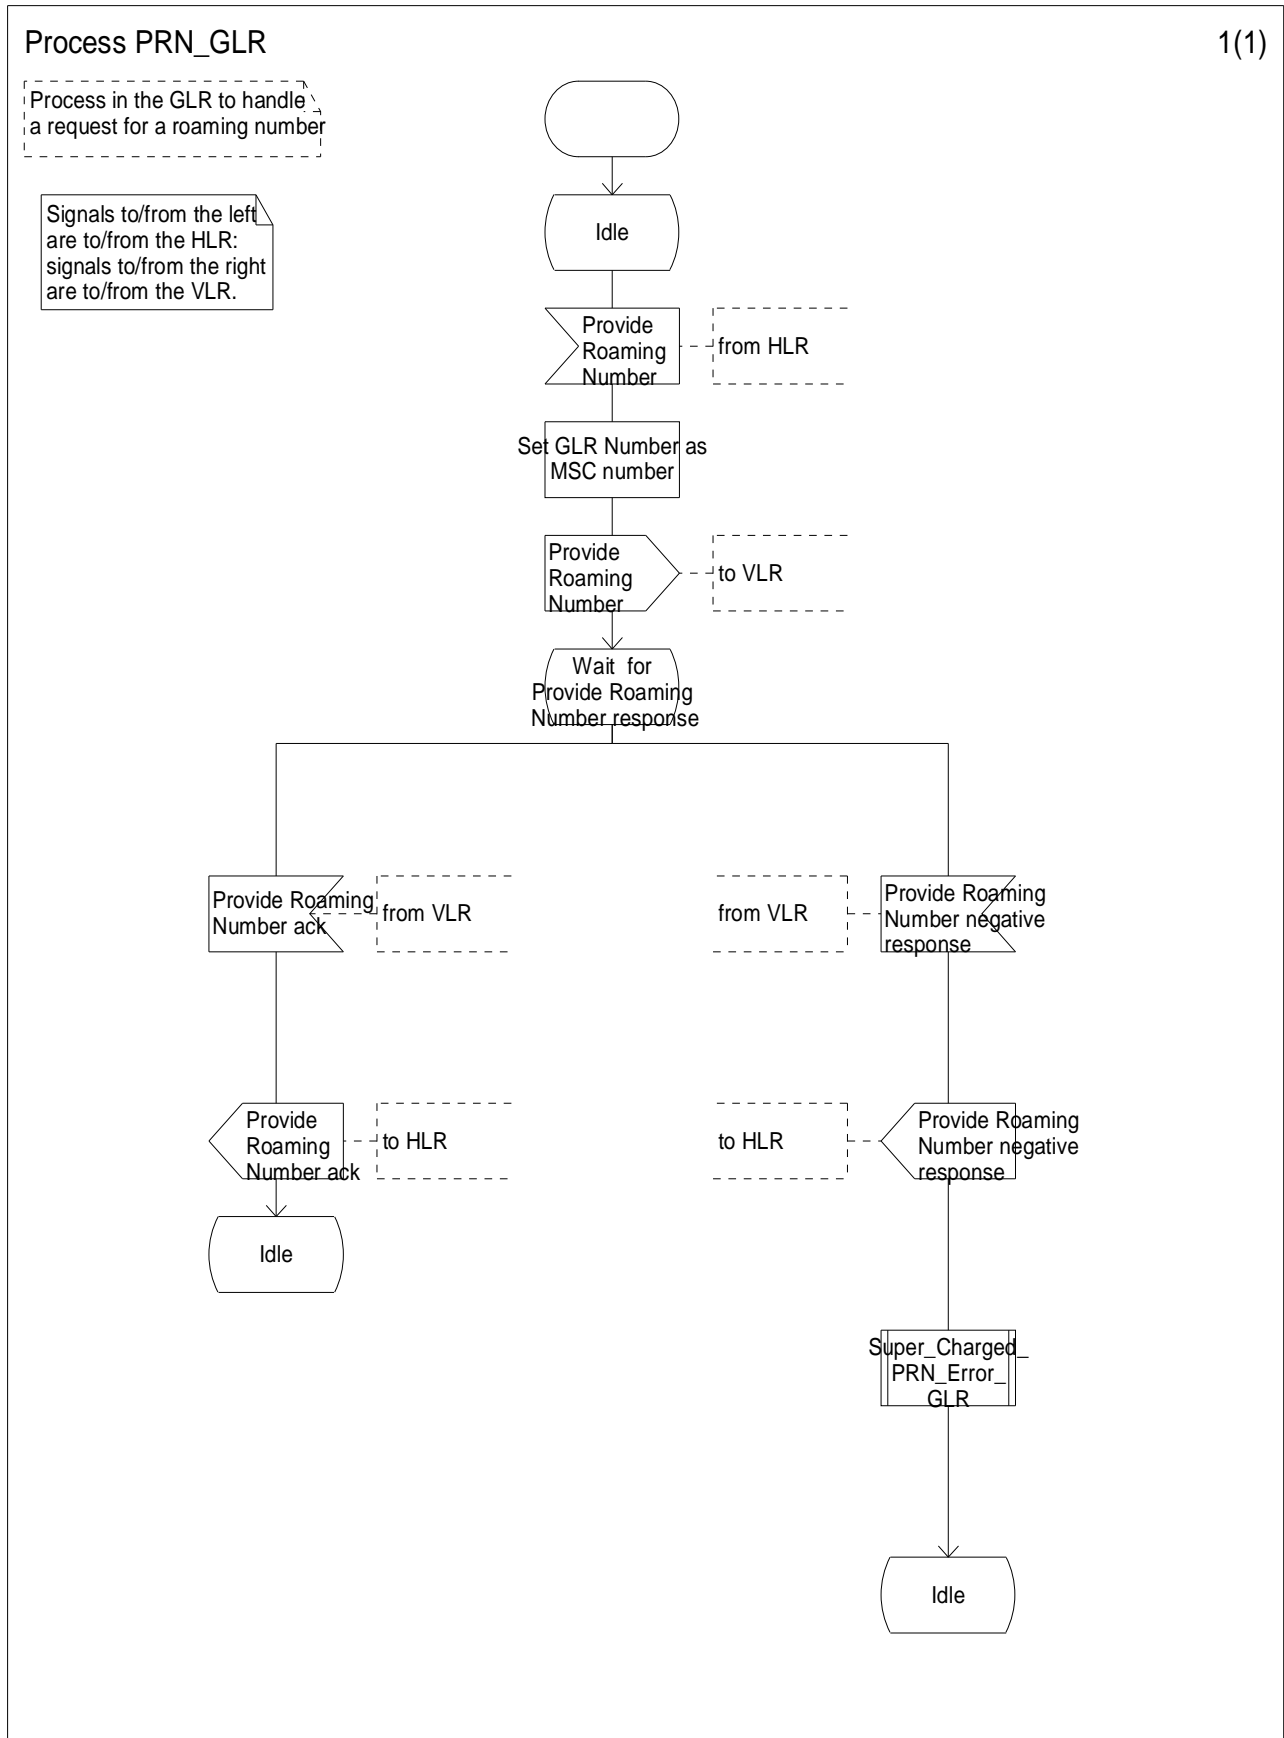 Process PRN_GLR
1(1)
Process in the GLR to handle
a request for a roaming number
Signals to/from the left
are to/from the HLR:
signals to/from the right
are to/from the VLR.
Idle
Provide
Roaming
Number
from HLR
Set GLR Number as
MSC number
Provide
Roaming
Number
to VLR
Wait for
Provide Roaming
Number response
Provide Roaming
Number ack
from VLR
from VLR
Provide Roaming
Number negative
response
Provide
Roaming
Number ack
to HLR
to HLR
Provide Roaming
Number negative
response
Idle
Super_Charged_
PRN_Error_
GLR
Idle